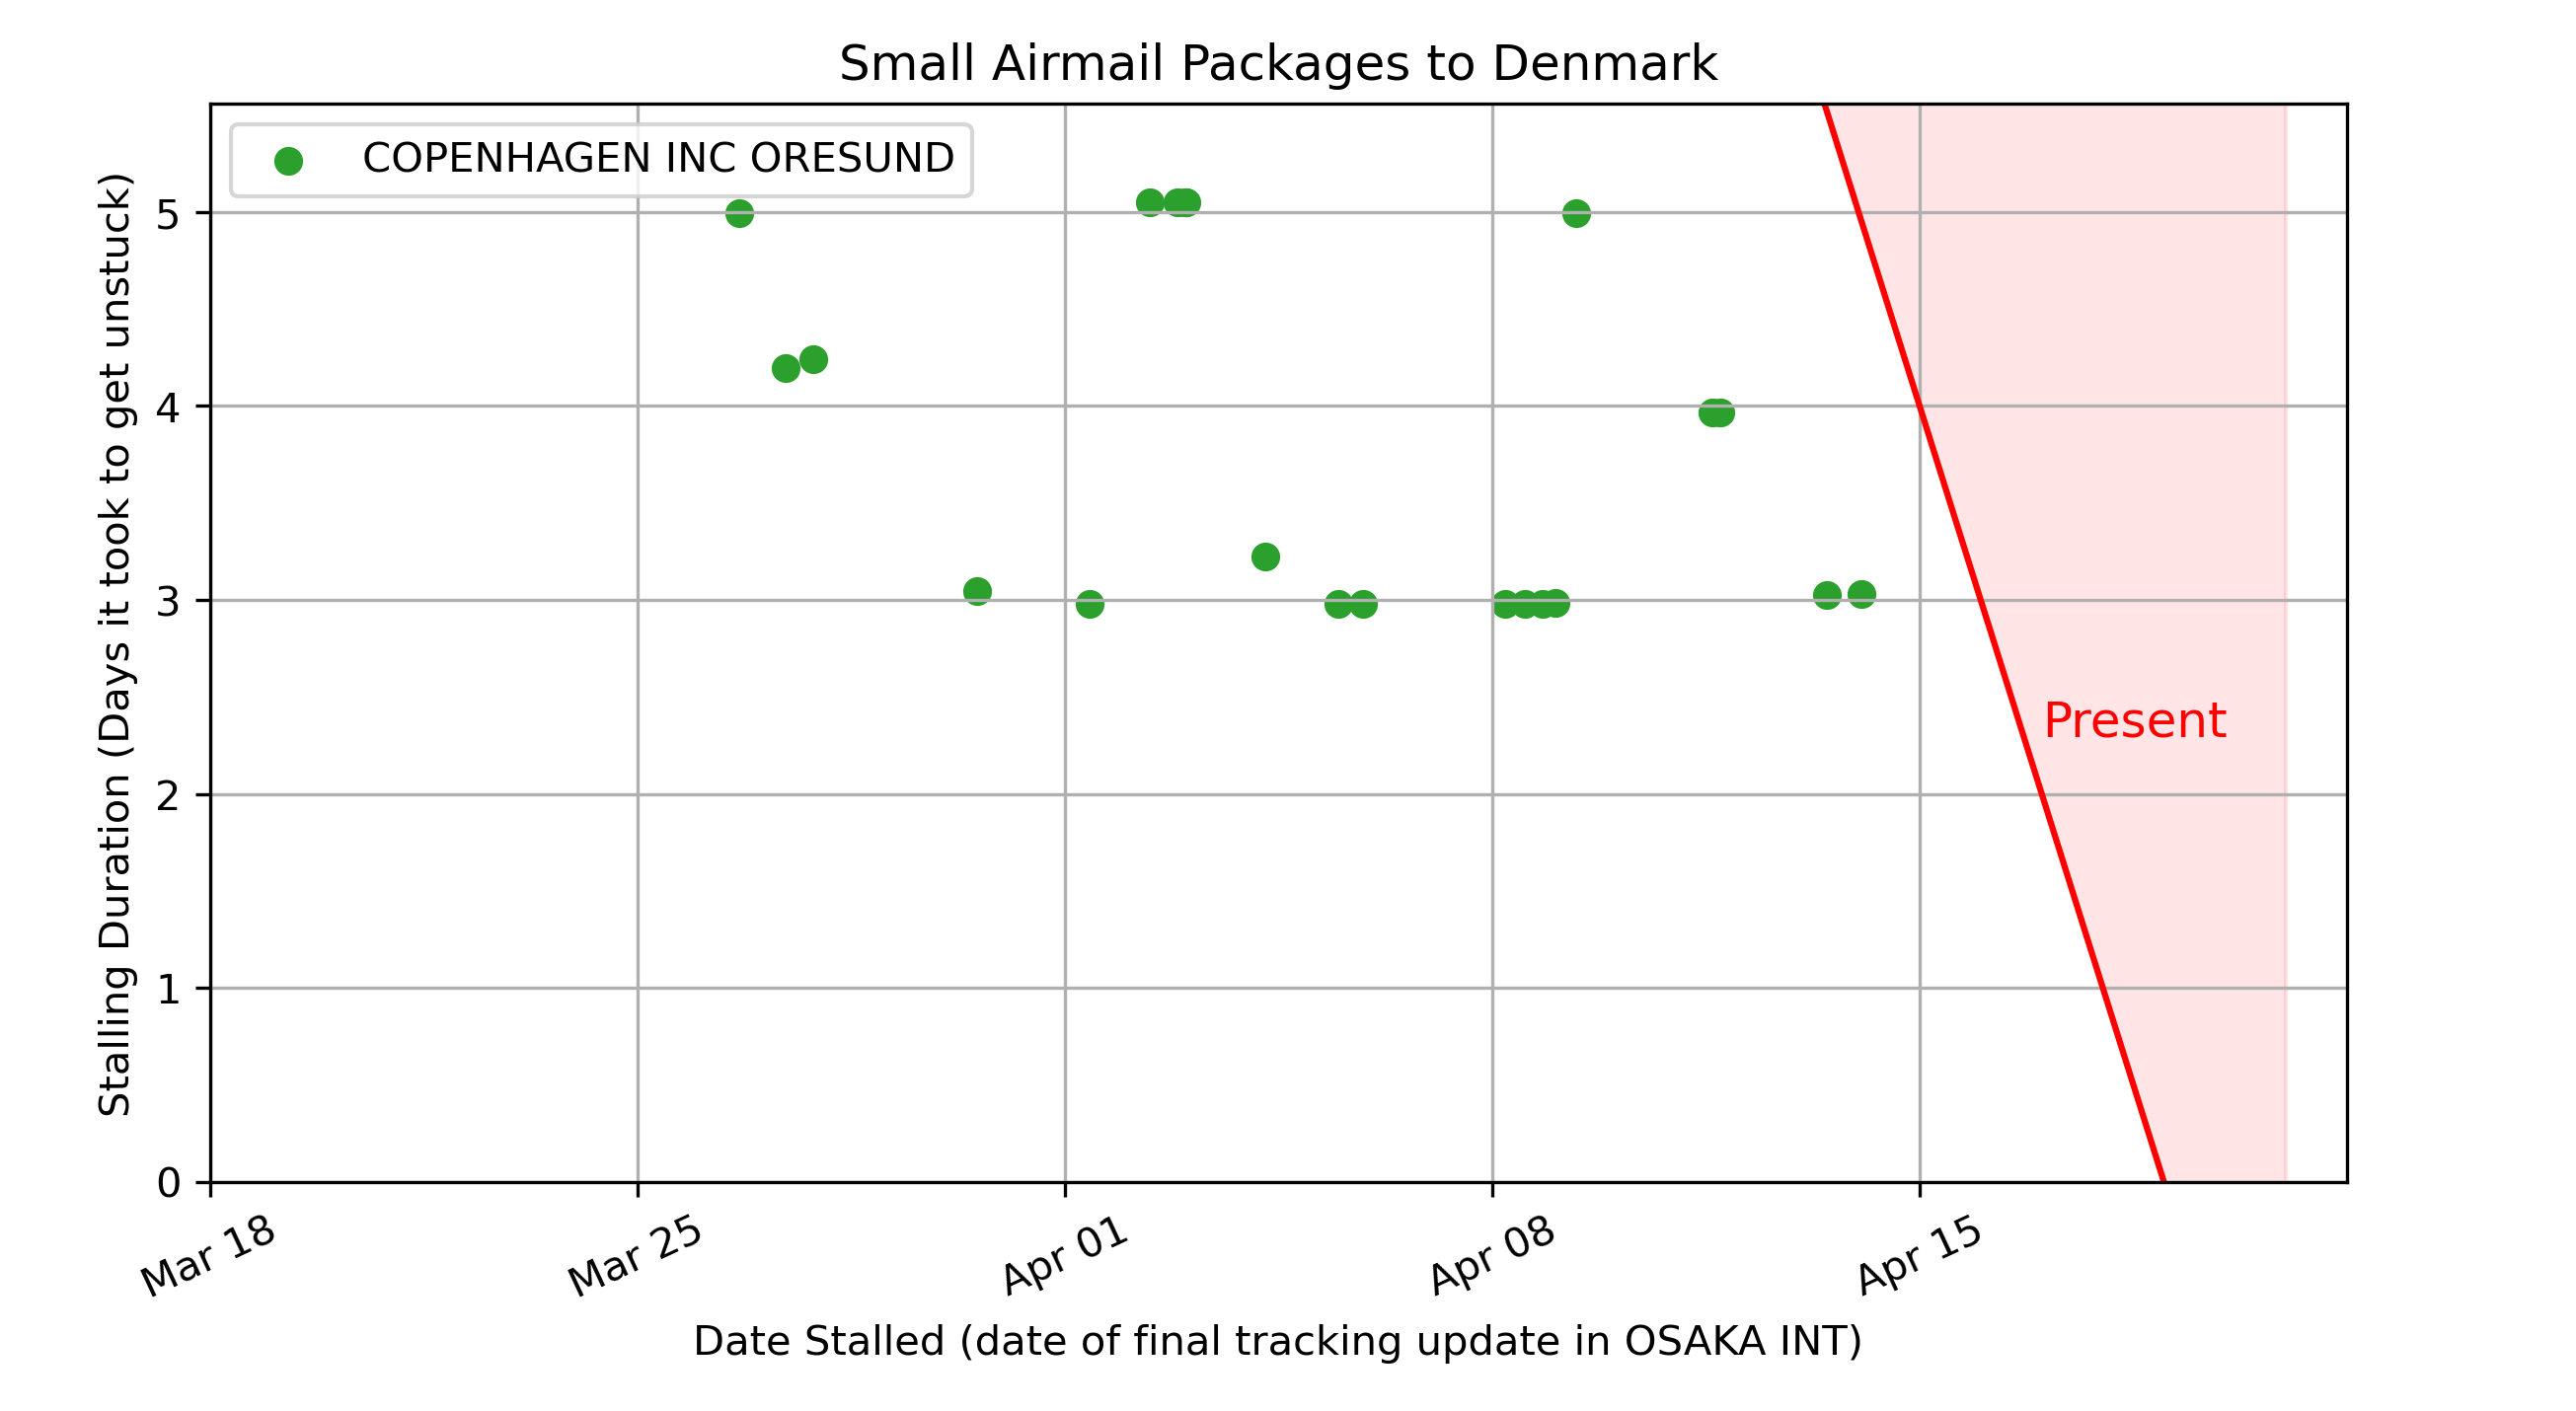 Small Airmail Packages to Denmark
COPENHAGEN INC ORESUND
Stalling Duration (Days it took to get unstuck)
5
4
3
2
1
0
Present
Mar 18
Mar 25
Apr 01
Apr 08
Apr 15
Date Stalled (date of final tracking update in OSAKA INT)